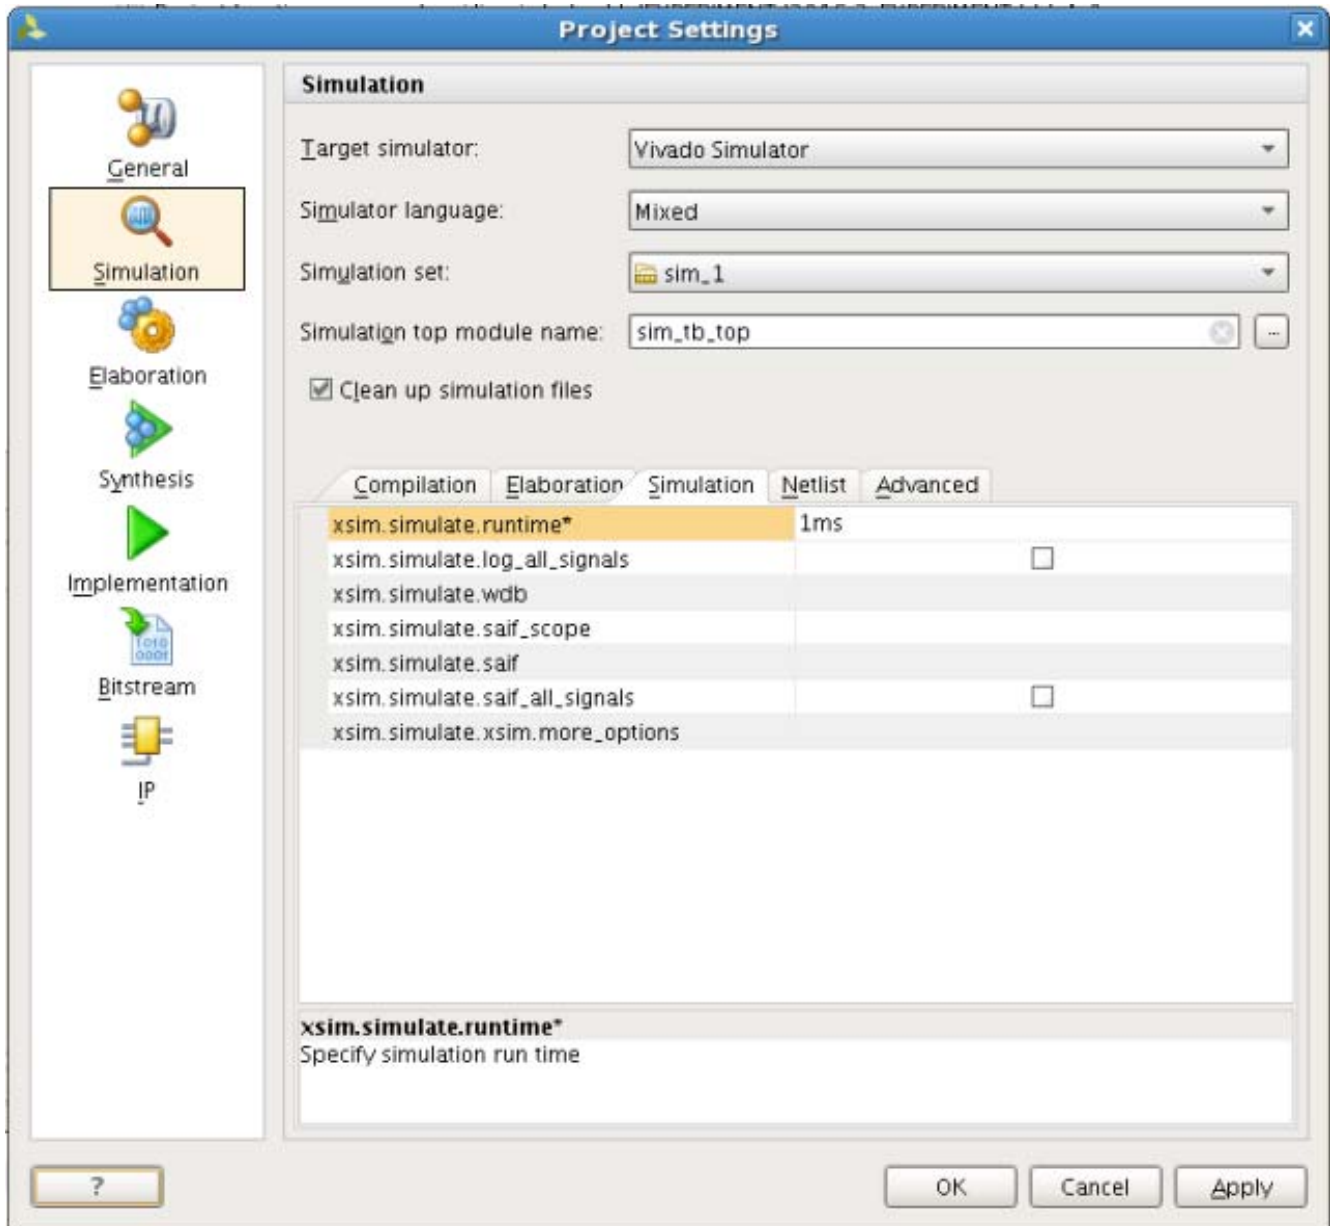 Project Settings
General
Simulation
Elaboration
Synthesis
Implementation
Bitstream
IP
Simulation
Target simulator: Vivado Simulator
Simulator language: Mixed
Simulation set: sim_1
Simulation top module name: sim_tb_top ...
Clean up simulation files
Compilation Elaboration Simulation Netlist Advanced
xsim.simulate.runtime* 1ms
xsim.simulate.log_all_signals
xsim.simulate.wdb
xsim.simulate.saif_scope
xsim.simulate.saif
xsim.simulate.saif_all_signals
xsim.simulate.xsim.more_options
xsim.simulate.runtime*
Specify simulation run time
? OK Cancel Apply